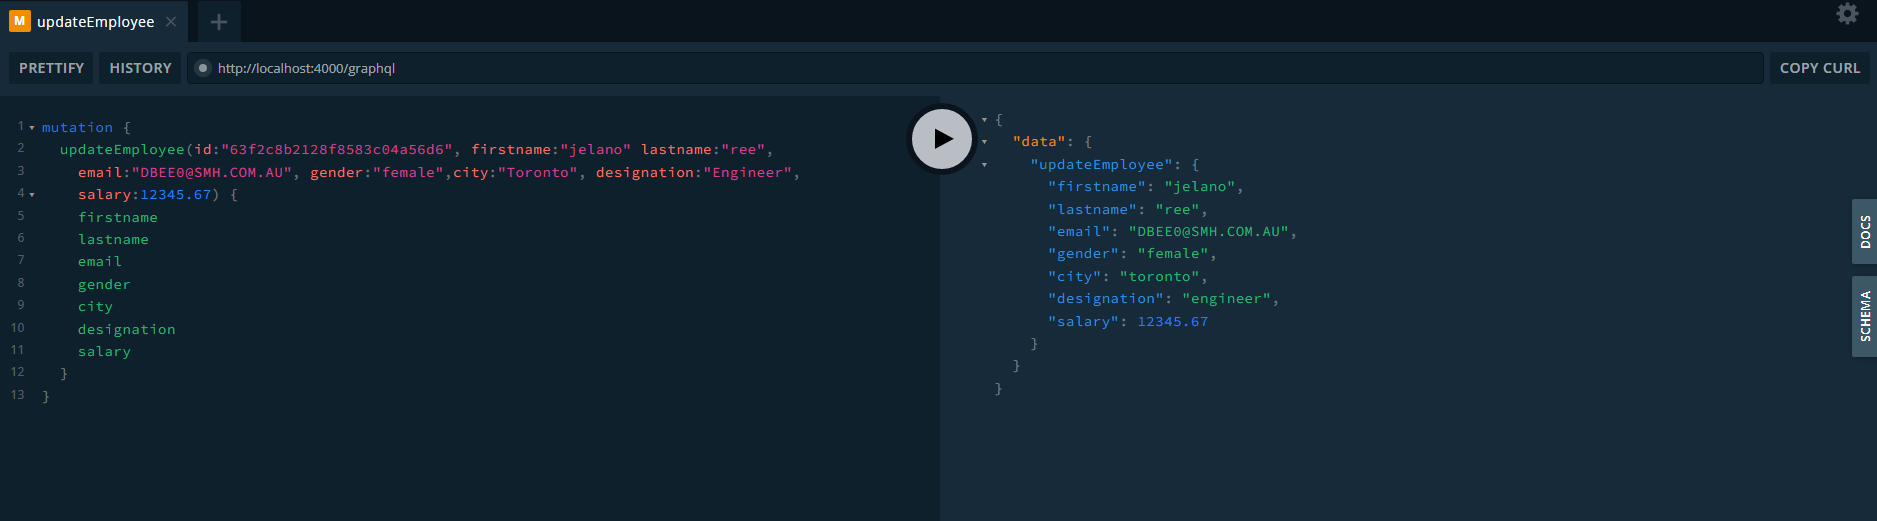 M updateEmployee × +
PRETTIFY HISTORY http://localhost:4000/graphql COPY CURL
1 mutation {
2 updateEmployee(id:"63f2c8b2128f8583c04a56d6", firstname:"jelano" lastname:"ree",
3 email:"DBEE0@SMH.COM.AU", gender:"female",city:"Toronto", designation:"Engineer",
4 salary:12345.67) {
5 firstname
6 lastname
7 email
8 gender
9 city
10 designation
11 salary
12 }
13 }
{
"data": {
"updateEmployee": {
"firstname": "jelano",
"lastname": "ree",
"email": "DBEE0@SMH.COM.AU",
"gender": "female",
"city": "toronto",
"designation": "engineer",
"salary": 12345.67
}
}
}
DOCS
SCHEMA